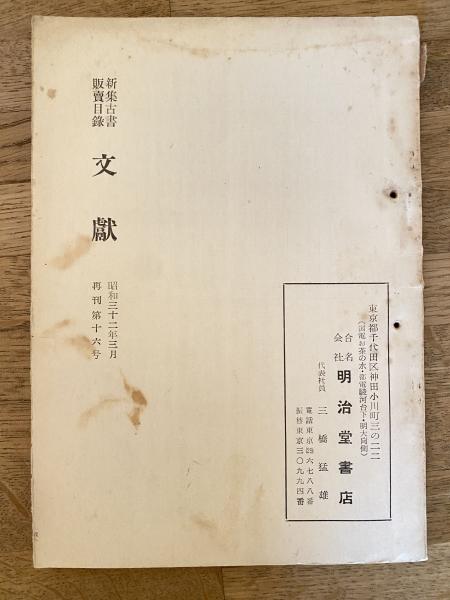 東京都千代田区神田小川町三の二二
(国電お茶の水・都電駿河台下・明大向側)
合名会社 明治堂書店
代表社員 三橋猛雄
電話東京 六七八八番
振替東京三〇九九四番
新集古書販賣目錄 文獻
昭和三十二年三月
再刊第十六号